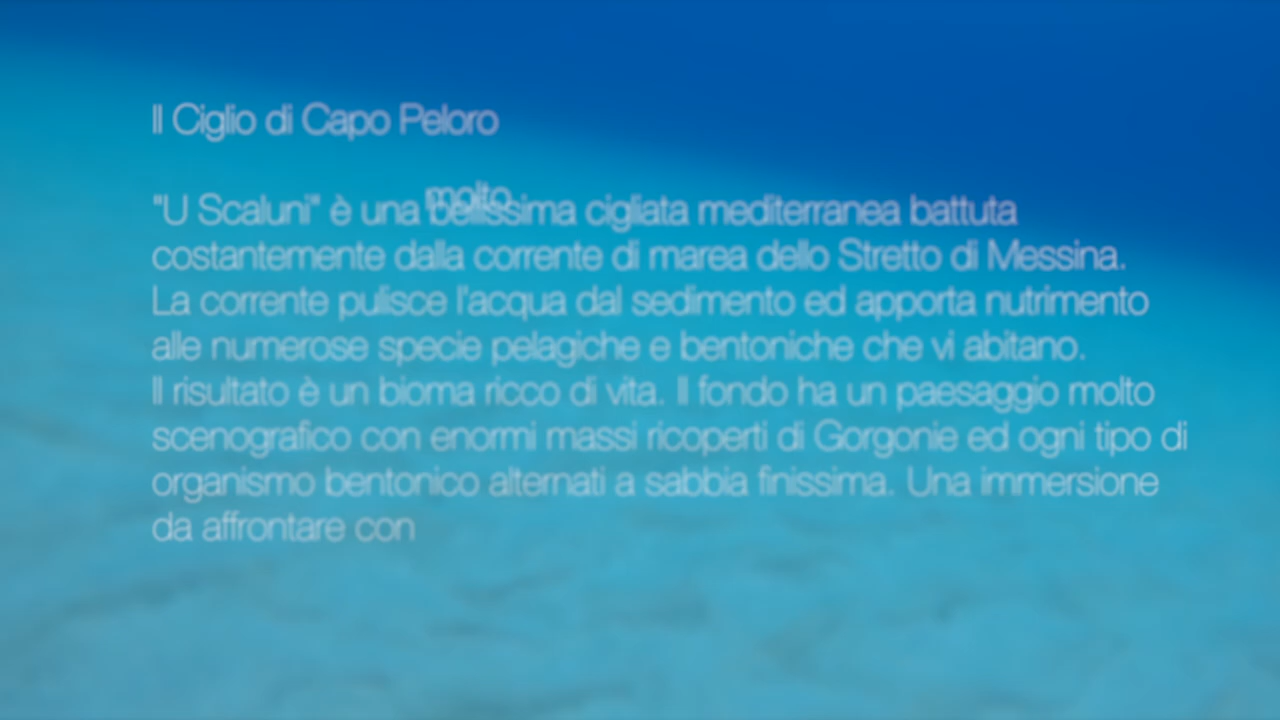 Il Ciglio di Capo Peloro
molto
"U Scaluni" è una bellissima cigliata mediterranea battuta
costantemente dalla corrente di marea dello Stretto di Messina.
La corrente pulisce l'acqua dal sedimento ed apporta nutrimento
alle numerose specie pelagiche e bentoniche che vi abitano.
Il risultato è un bioma ricco di vita. Il fondo ha un paesaggio molto
scenografico con enormi massi ricoperti di Gorgonie ed ogni tipo di
organismo bentonico alternati a sabbia finissima. Una immersione
da affrontare con